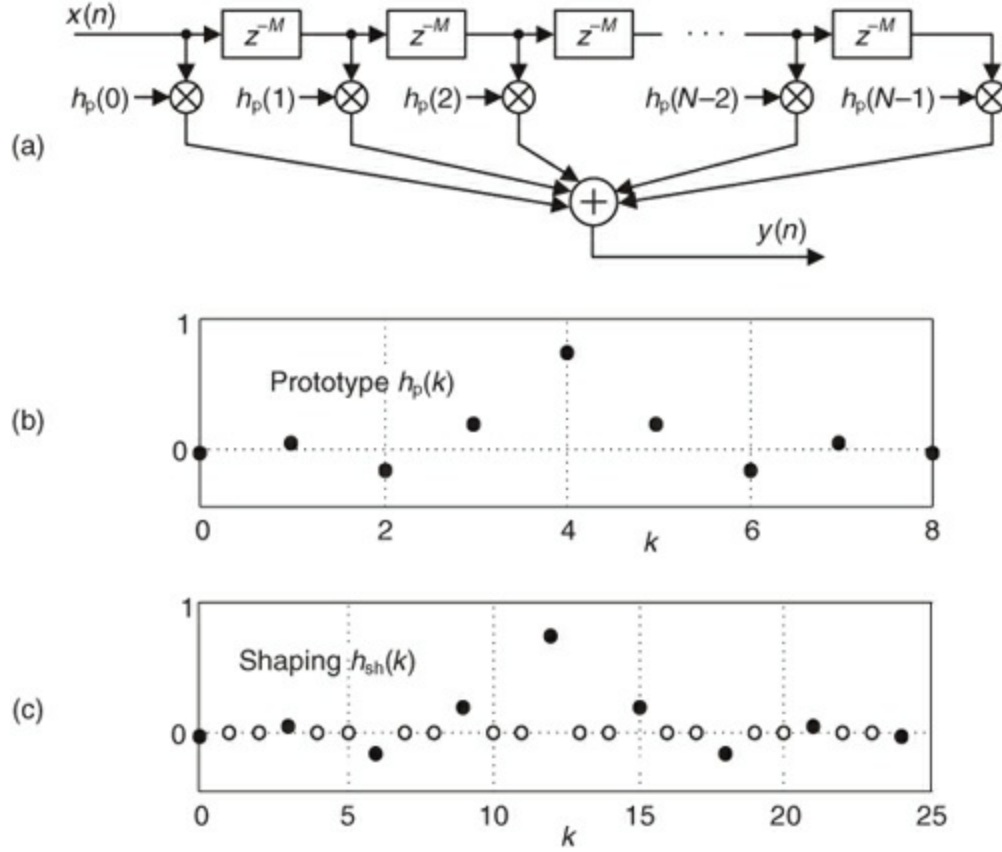 x(n)
z⁻ᴹ z⁻ᴹ z⁻ᴹ · · · z⁻ᴹ
hₚ(0) hₚ(1) hₚ(2) hₚ(N−2) hₚ(N−1)
(a)
+
y(n)
1
Prototype hₚ(k)
(b)
0
0 2 4 6 8
k
1
Shaping hₛₕ(k)
(c)
0
0 5 10 15 20 25
k